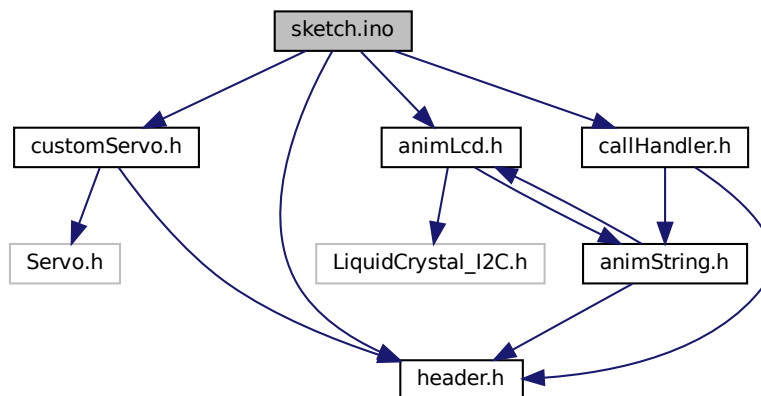 sketch.ino
customServo.h
animLcd.h
callHandler.h
Servo.h
LiquidCrystal_I2C.h
animString.h
header.h